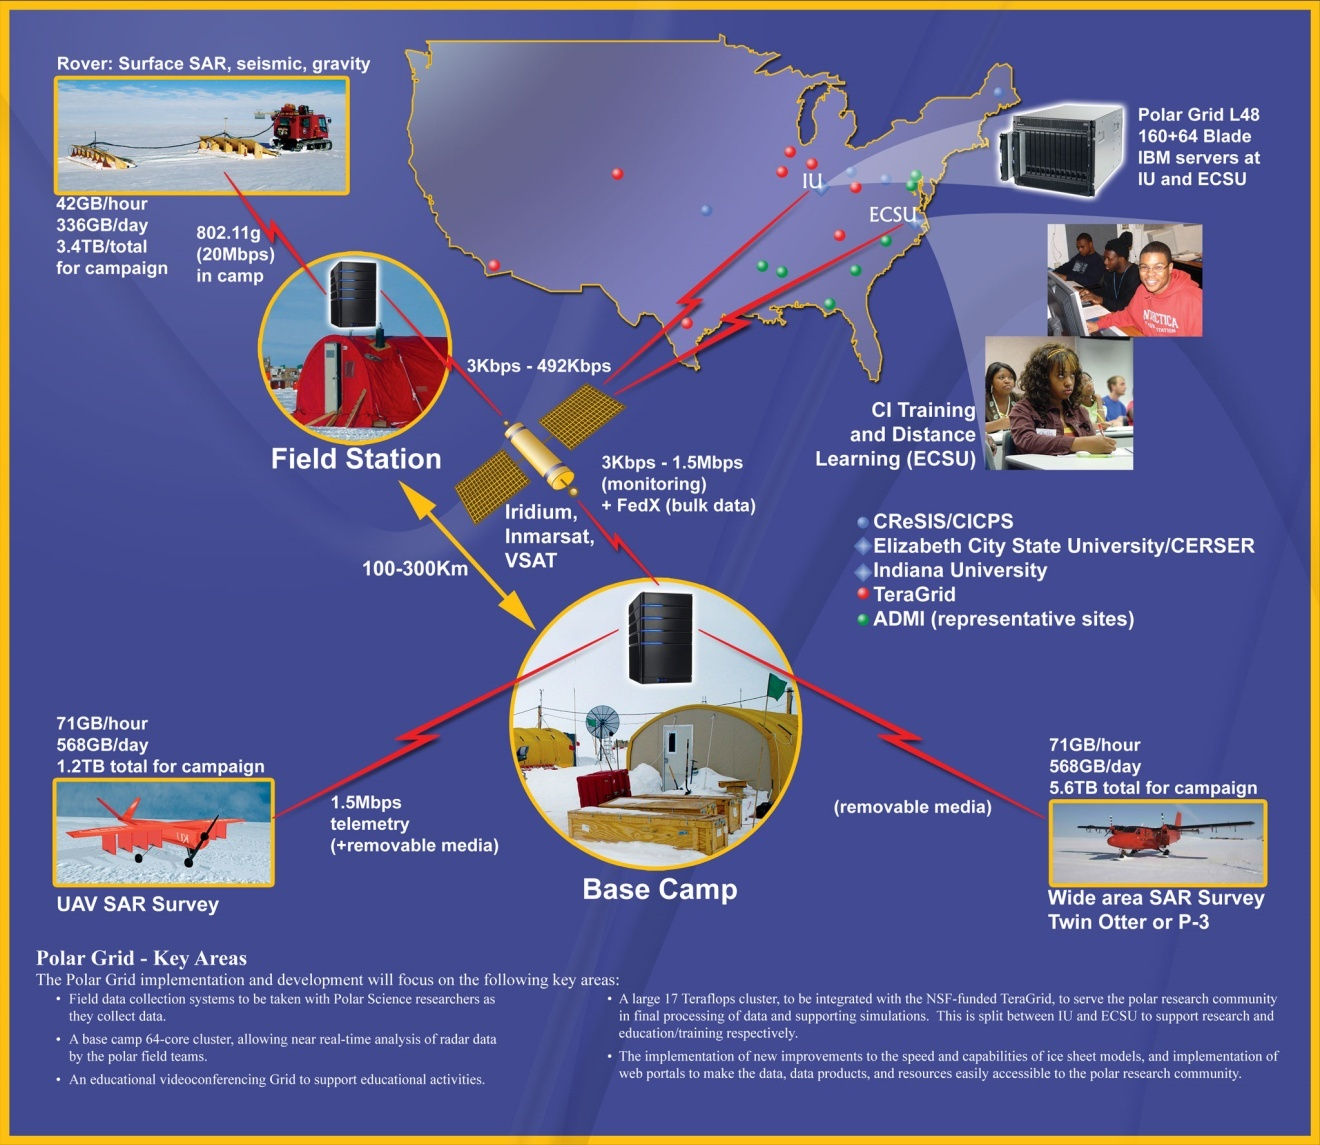 Rover: Surface SAR, seismic, gravity
42GB/hour
336GB/day
3.4TB/total
for campaign
802.11g
(20Mbps)
in camp
Field Station
3Kbps - 492Kbps
IU
ECSU
Polar Grid L48
160+64 Blade
IBM servers at
IU and ECSU
CI Training
and Distance
Learning (ECSU)
3Kbps - 1.5Mbps
(monitoring)
+ FedX (bulk data)
Iridium,
Inmarsat,
VSAT
100-300Km
CReSIS/CICPS
Elizabeth City State University/CERSER
Indiana University
TeraGrid
ADMI (representative sites)
71GB/hour
568GB/day
1.2TB total for campaign
UAV SAR Survey
1.5Mbps
telemetry
(+removable media)
Base Camp
(removable media)
71GB/hour
568GB/day
5.6TB total for campaign
Wide area SAR Survey
Twin Otter or P-3
Polar Grid - Key Areas
The Polar Grid implementation and development will focus on the following key areas:
• Field data collection systems to be taken with Polar Science researchers as
they collect data.
• A base camp 64-core cluster, allowing near real-time analysis of radar data
by the polar field teams.
• An educational videoconferencing Grid to support educational activities.
• A large 17 Teraflops cluster, to be integrated with the NSF-funded TeraGrid, to serve the polar research community
in final processing of data and supporting simulations. This is split between IU and ECSU to support research and
education/training respectively.
• The implementation of new improvements to the speed and capabilities of ice sheet models, and implementation of
web portals to make the data, data products, and resources easily accessible to the polar research community.